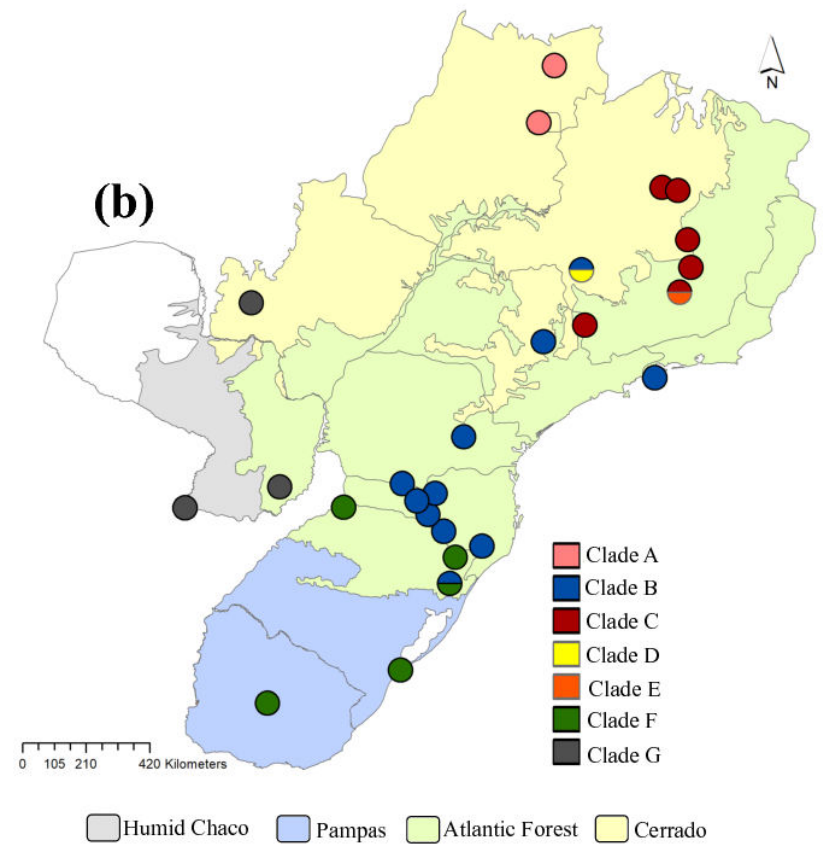 N
(b)
Clade A
Clade B
Clade C
Clade D
Clade E
Clade F
Clade G
0 105 210 420 Kilometers
Humid Chaco Pampas Atlantic Forest Cerrado